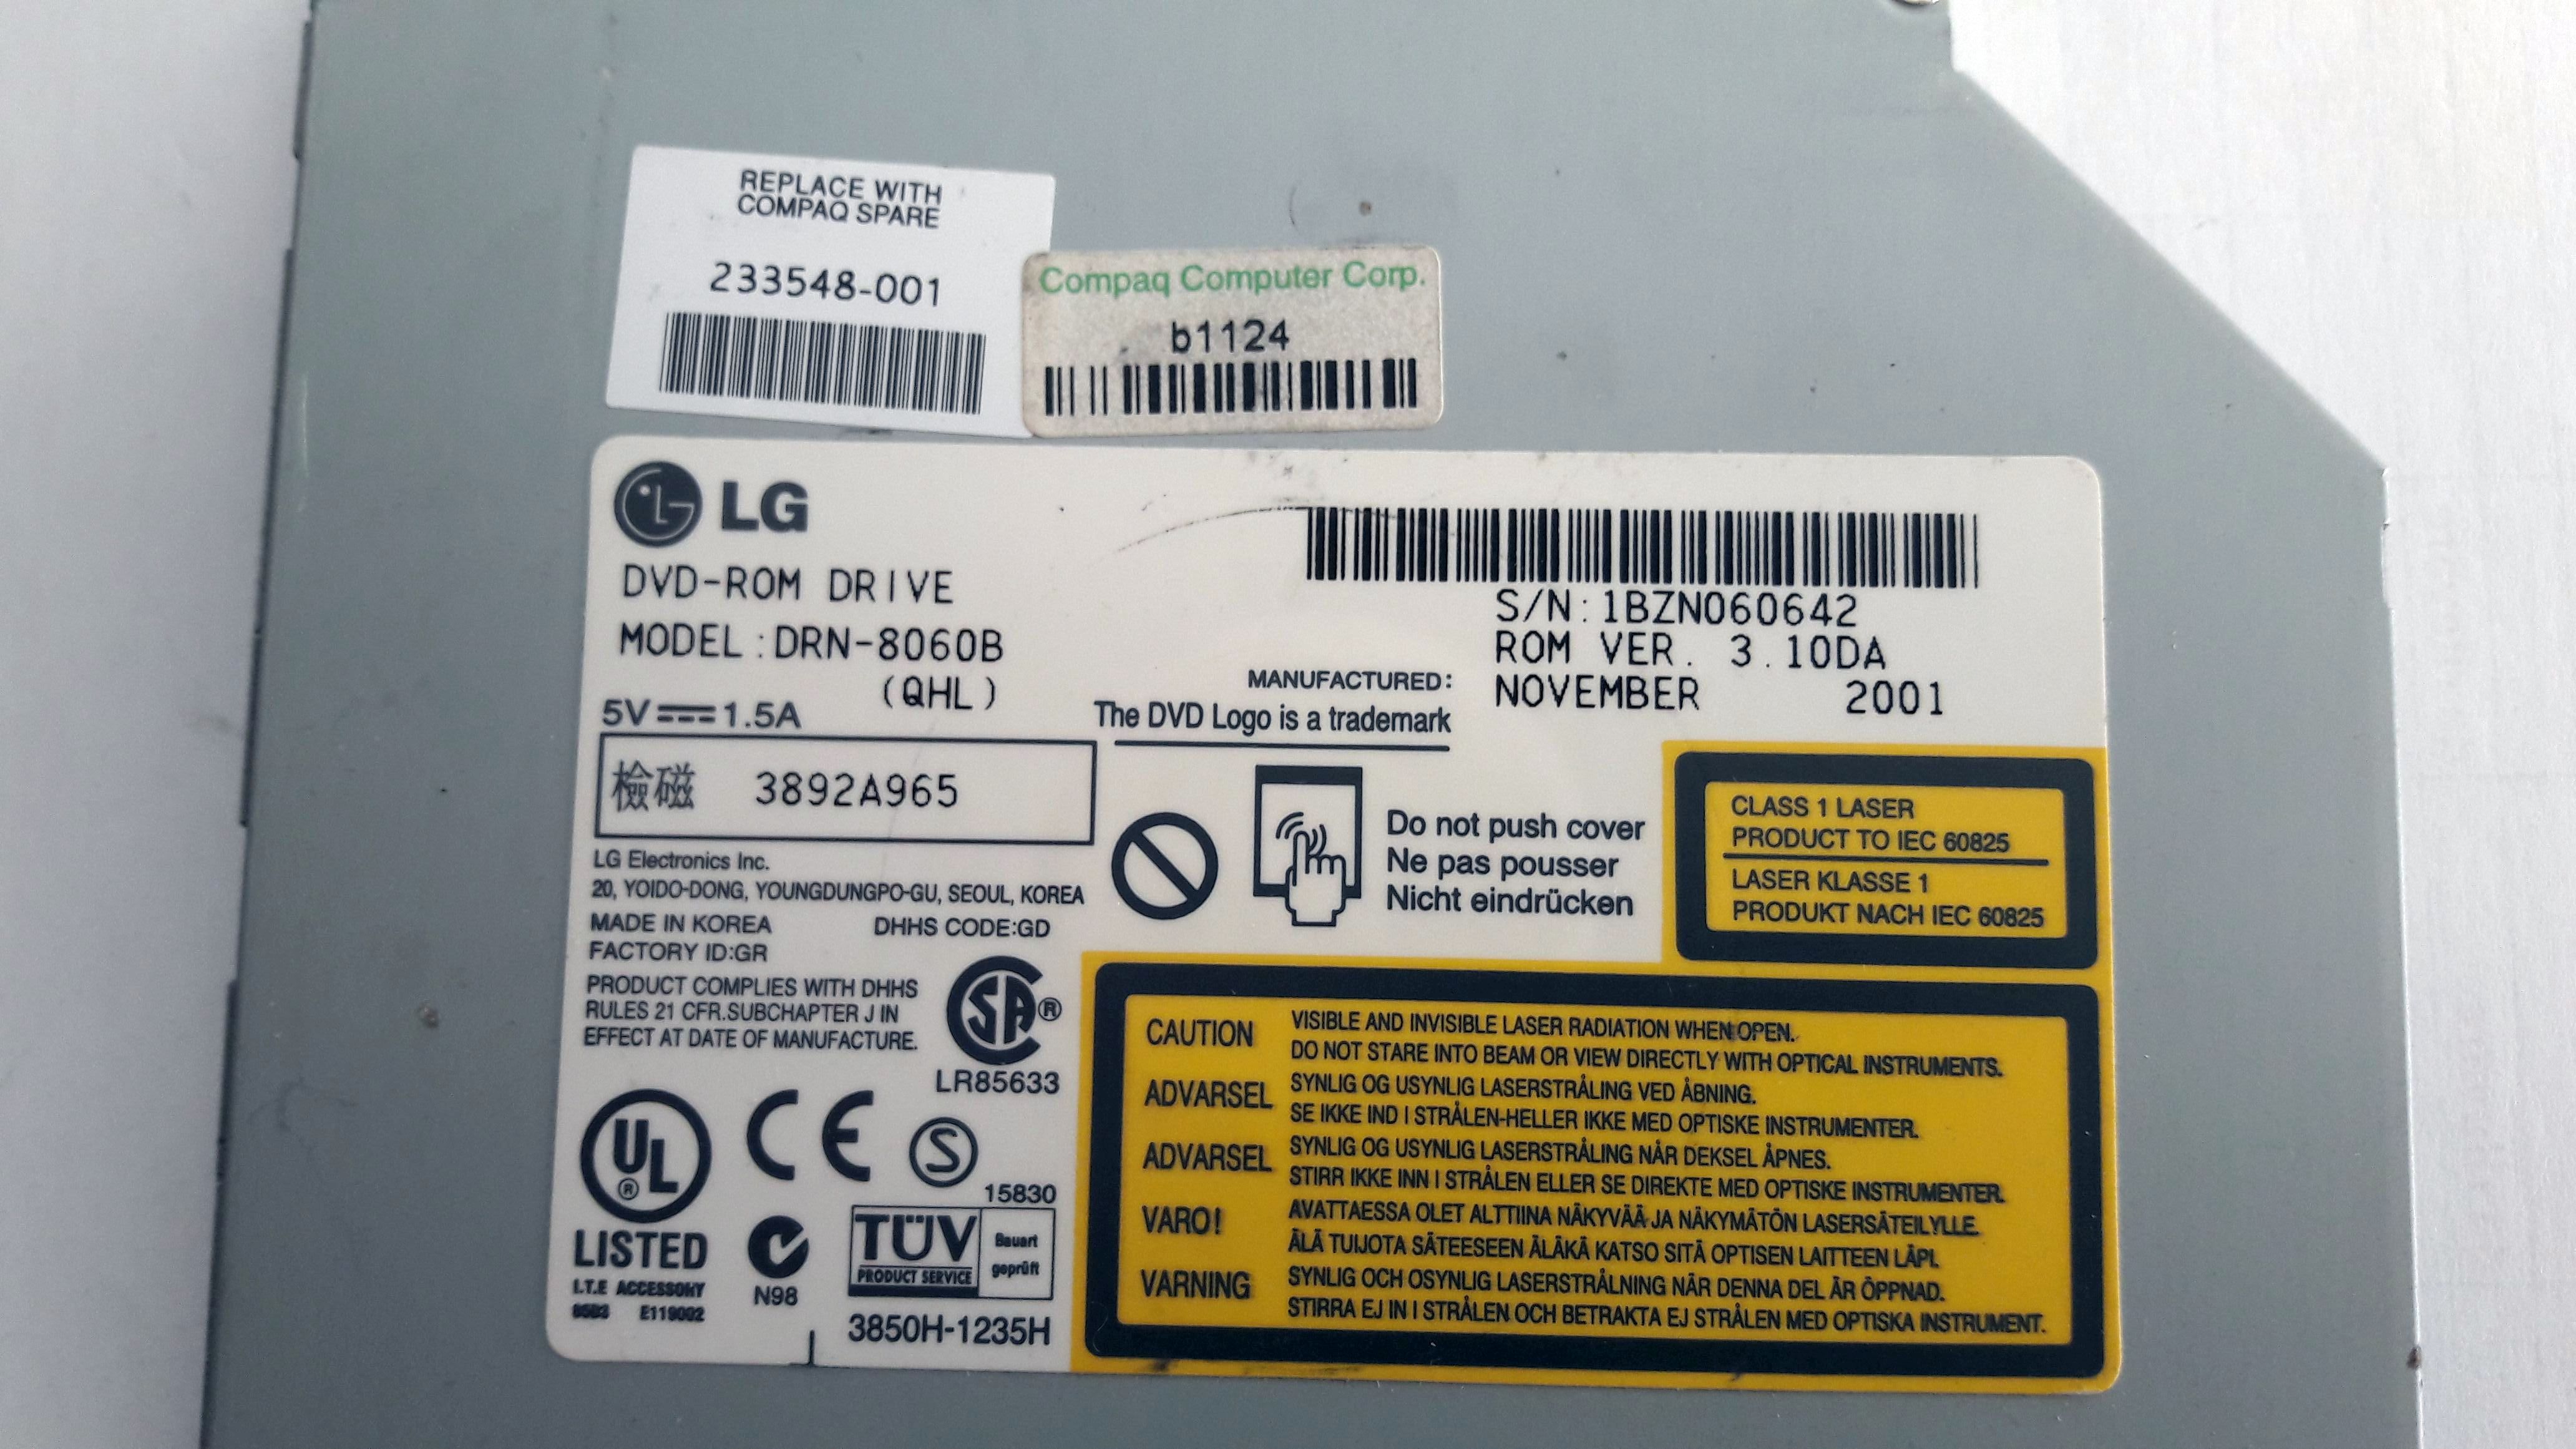 REPLACE WITH
COMPAQ SPARE
233548-001
Compaq Computer Corp.
b1124
LG
DVD-ROM DRIVE
MODEL:DRN-8060B
(QHL)
5V 1.5A
S/N:1BZN060642
ROM VER. 3.10DA
MANUFACTURED: NOVEMBER 2001
The DVD Logo is a trademark
檢磁 3892A965
LG Electronics Inc.
20, YOIDO-DONG, YOUNGDUNGPO-GU, SEOUL, KOREA
MADE IN KOREA DHHS CODE:GD
FACTORY ID:GR
PRODUCT COMPLIES WITH DHHS
RULES 21 CFR.SUBCHAPTER J IN
EFFECT AT DATE OF MANUFACTURE.
SA®
LR85633
UL®
LISTED
I.T.E ACCESSORY
85B3 E119002
CE
S
15830
N98
TÜV
PRODUCT SERVICE
Bauart
geprüft
3850H-1235H
Do not push cover
Ne pas pousser
Nicht eindrücken
CLASS 1 LASER
PRODUCT TO IEC 60825
LASER KLASSE 1
PRODUKT NACH IEC 60825
CAUTION VISIBLE AND INVISIBLE LASER RADIATION WHEN OPEN.
DO NOT STARE INTO BEAM OR VIEW DIRECTLY WITH OPTICAL INSTRUMENTS.
ADVARSEL SYNLIG OG USYNLIG LASERSTRÅLING VED ÅBNING.
SE IKKE IND I STRÅLEN-HELLER IKKE MED OPTISKE INSTRUMENTER.
ADVARSEL SYNLIG OG USYNLIG LASERSTRÅLING NÅR DEKSEL ÅPNES.
STIRR IKKE INN I STRÅLEN ELLER SE DIREKTE MED OPTISKE INSTRUMENTER.
VARO! AVATTAESSA OLET ALTTIINA NÄKYVÄÄ JA NÄKYMÄTÖN LASERSÄTEILYLLE.
ÄLÄ TUIJOTA SÄTEESEEN ÄLÄKÄ KATSO SITÄ OPTISEN LAITTEEN LÄPI.
VARNING SYNLIG OCH OSYNLIG LASERSTRÅLNING NÄR DENNA DEL ÄR ÖPPNAD.
STIRRA EJ IN I STRÅLEN OCH BETRAKTA EJ STRÅLEN MED OPTISKA INSTRUMENT.